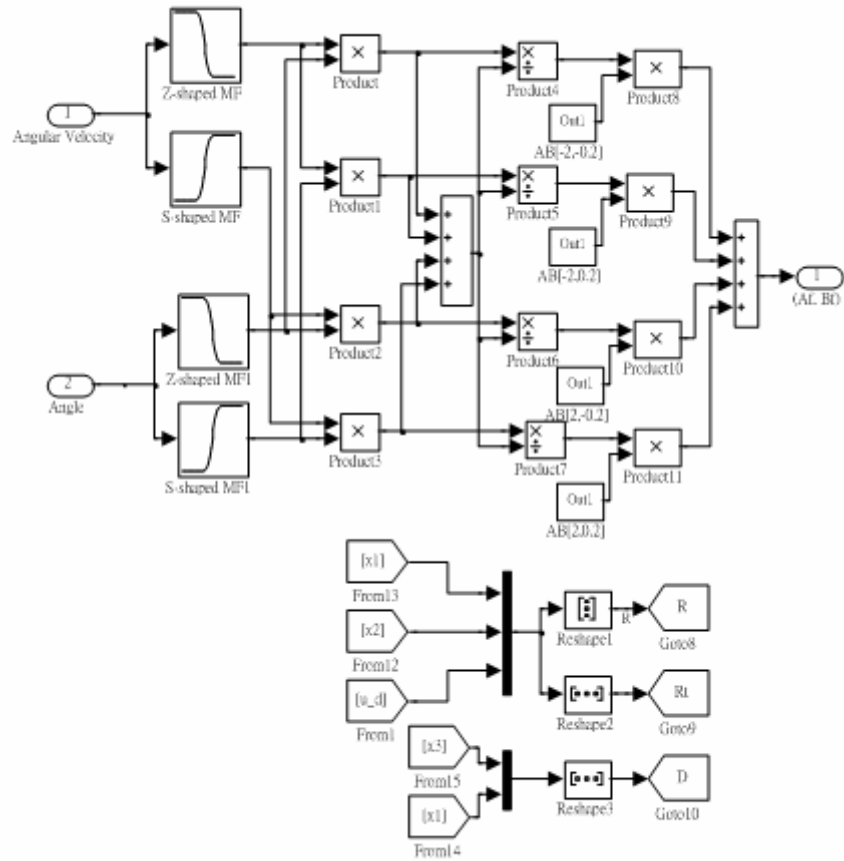 Z-shaped MF
Product
×
÷
Product4
×
Product8
1
Angular Velocity
Out1
AB[-2,-0.2]
S-shaped MF
×
Product1
×
÷
Product5
×
Product9
+
+
+
+
Out1
AB[-2,0.2]
+
+
+
+
1
(Af, Bf)
Z-shaped MF1
×
Product2
×
÷
Product6
×
Product10
2
Angle
Out1
AB[2,-0.2]
S-shaped MF1
×
Product3
×
÷
Product7
×
Product11
Out1
AB[2,0.2]
[x1]
From13
Reshape1
R
R
Goto8
[x2]
From12
[u_d]
From1
Reshape2
Rt
Goto9
[x3]
From15
Reshape3
D
Goto10
[x1]
From14